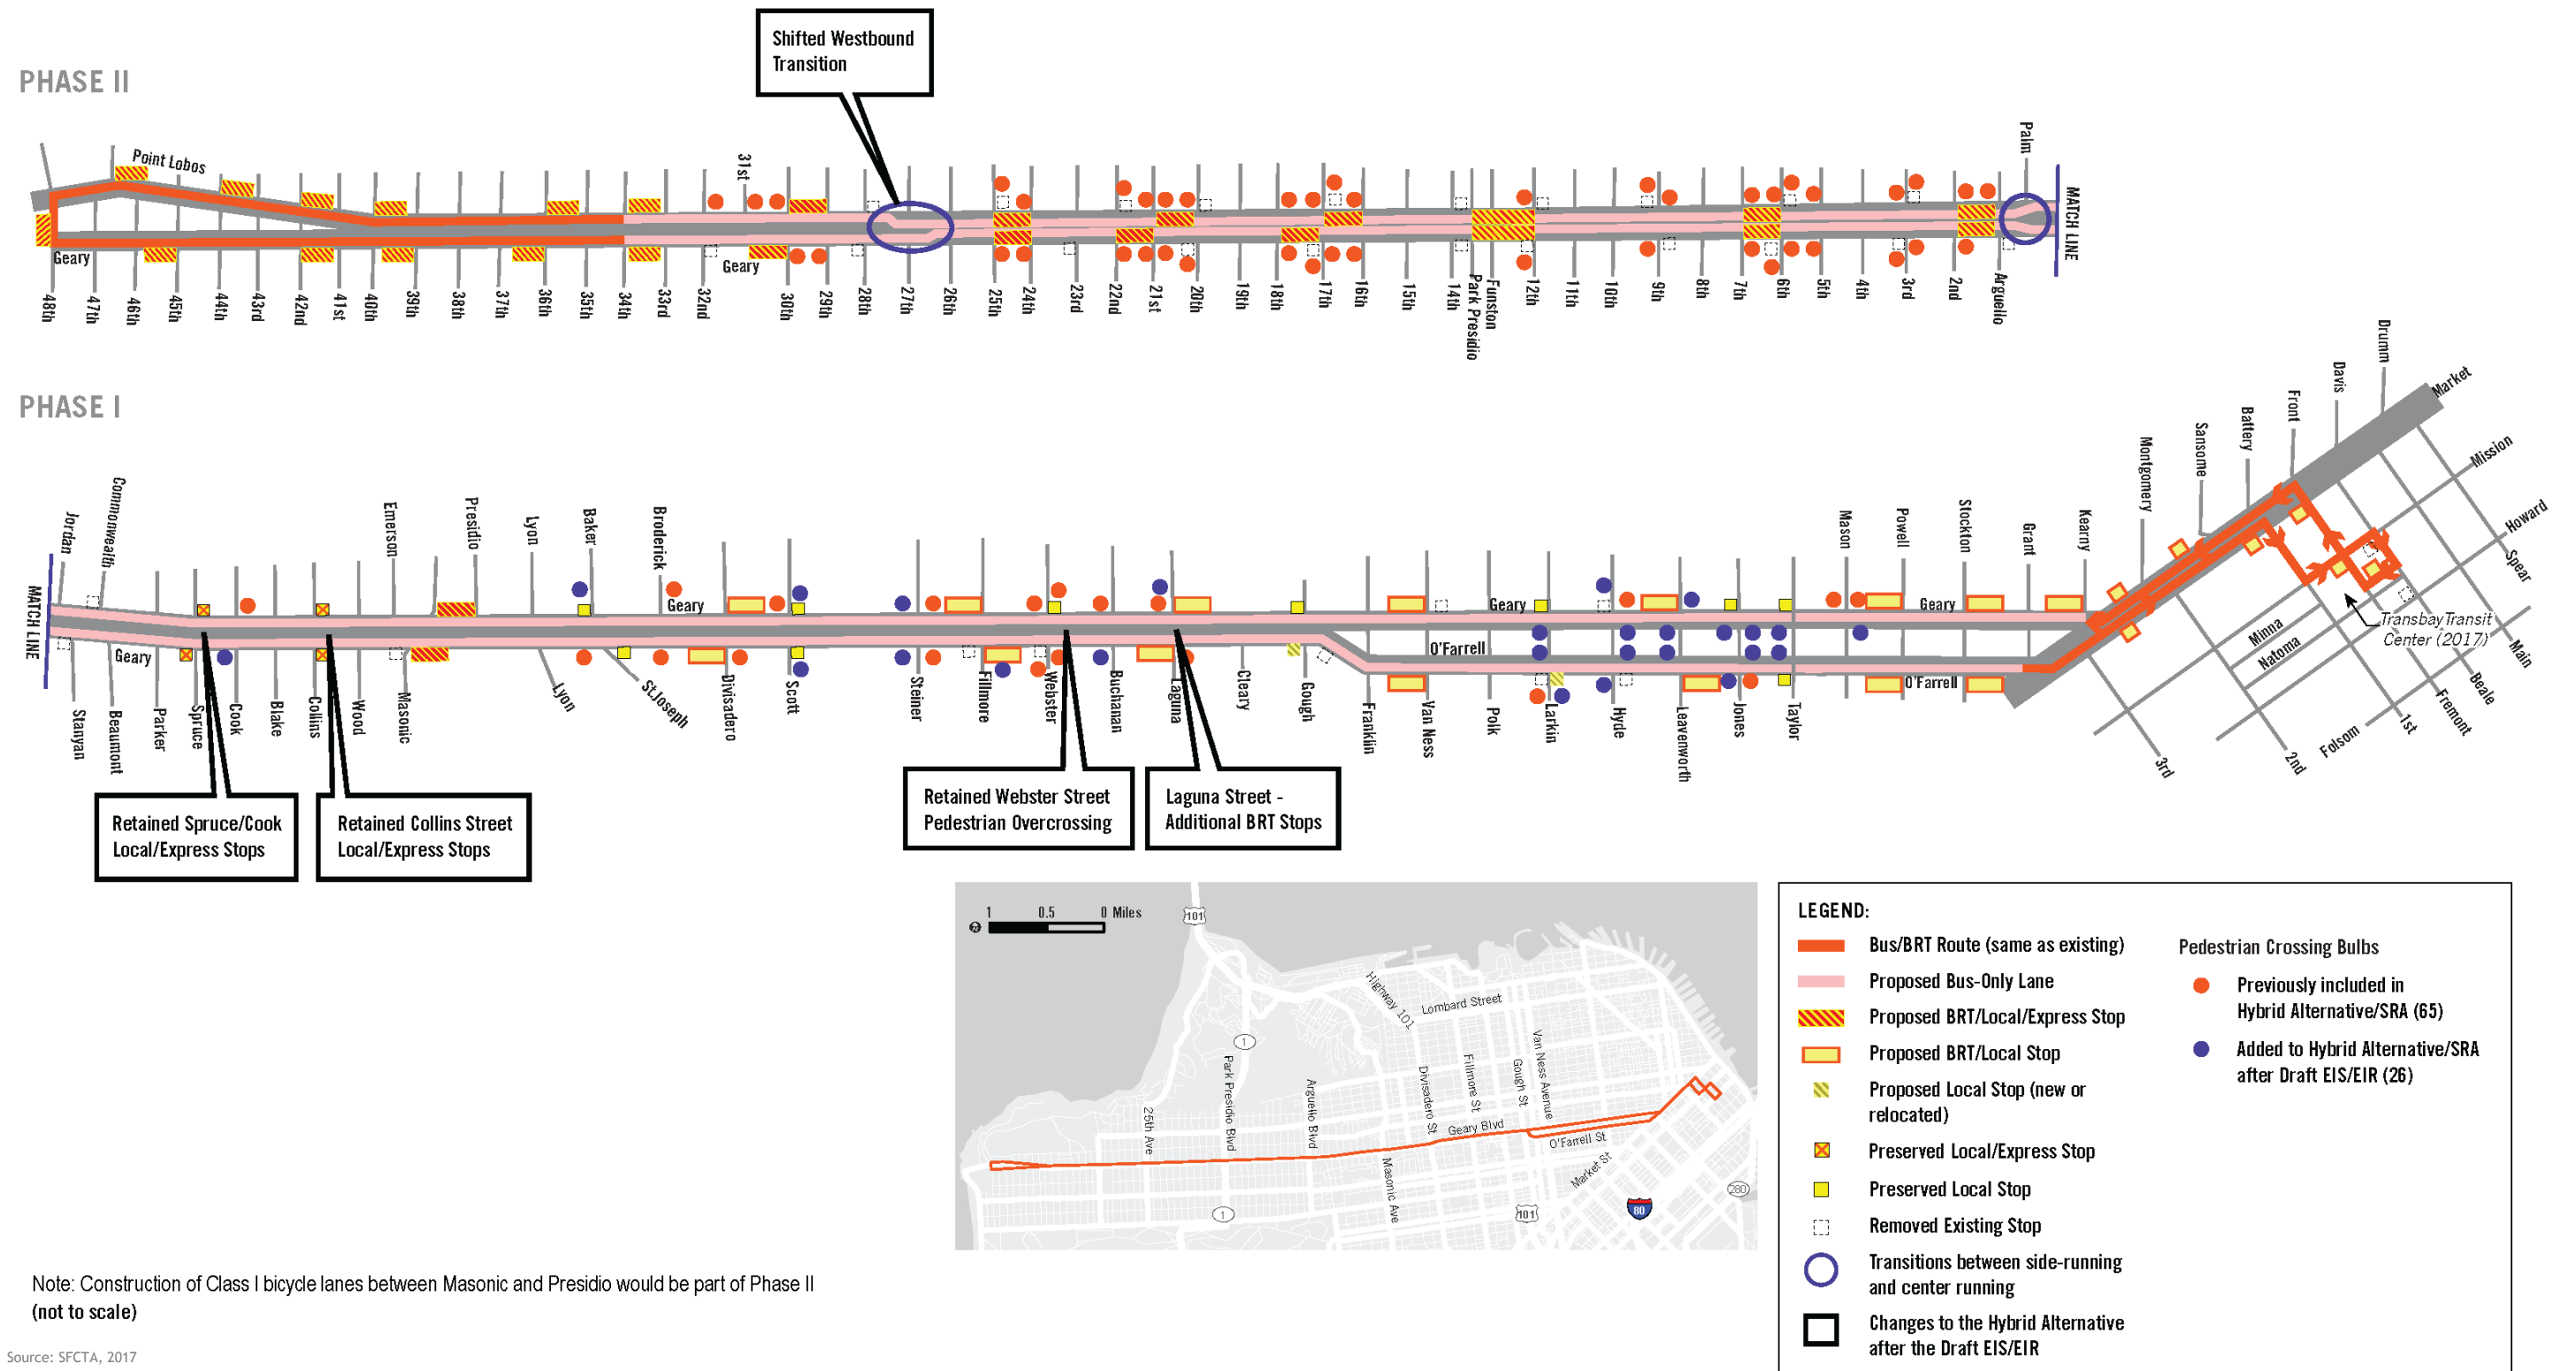 Shifted Westbound
Transition
PHASE II
Point Lobos
31st
Palm
MATCH LINE
Geary
Geary
48th
47th
46th
45th
44th
43rd
42nd
41st
40th
39th
38th
37th
36th
35th
34th
33rd
32nd
30th
29th
28th
27th
26th
25th
24th
23rd
22nd
21st
20th
19th
18th
17th
16th
15th
14th
Park Presidio
Funston
12th
11th
10th
9th
8th
7th
6th
5th
4th
3rd
2nd
Arguello
PHASE I
Jordan
Commonwealth
Emerson
Presidio
Lyon
Baker
Broderick
Mason
Powell
Stockton
Grant
Kearny
Montgomery
Sansome
Battery
Front
Davis
Drumm
Market
Mission
Howard
Spear
Main
Beale
Fremont
1st
Folsom
2nd
3rd
Minna
Natoma
Transbay Transit
Center (2017)
MATCH LINE
Geary
Geary
Geary
Geary
O'Farrell
O'Farrell
Stanyan
Beaumont
Parker
Spruce
Cook
Blake
Collins
Wood
Masonic
Lyon
St.Joseph
Divisadero
Scott
Steiner
Fillmore
Webster
Buchanan
Laguna
Cleary
Gough
Franklin
Van Ness
Polk
Larkin
Hyde
Leavenworth
Jones
Taylor
Retained Spruce/Cook
Local/Express Stops
Retained Collins Street
Local/Express Stops
Retained Webster Street
Pedestrian Overcrossing
Laguna Street -
Additional BRT Stops
1 0.5 0 Miles
101
Highway 101
Lombard Street
1
Park Presidio Blvd
25th Ave
Arguello Blvd
Divisadero St
Fillmore St
Gough St
Van Ness Avenue
Geary Blvd
O'Farrell St
Masonic Ave
Market St
1
101
80
280
LEGEND:
Bus/BRT Route (same as existing)
Proposed Bus-Only Lane
Proposed BRT/Local/Express Stop
Proposed BRT/Local Stop
Proposed Local Stop (new or
relocated)
Preserved Local/Express Stop
Preserved Local Stop
Removed Existing Stop
Transitions between side-running
and center running
Changes to the Hybrid Alternative
after the Draft EIS/EIR
Pedestrian Crossing Bulbs
Previously included in
Hybrid Alternative/SRA (65)
Added to Hybrid Alternative/SRA
after Draft EIS/EIR (26)
Note: Construction of Class I bicycle lanes between Masonic and Presidio would be part of Phase II
(not to scale)
Source: SFCTA, 2017